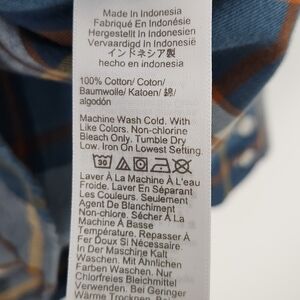 Made In Indonesia
Fabriqué En Indonésie
Hergestellt In Indonesien
Vervaardigd In Indonesië
インドネシア製
hecho en indonesia
100% Cotton/ Coton/
Baumwolle/ Katoen/ 綿/
algodón
Machine Wash Cold. With
Like Colors. Non-chlorine
Bleach Only. Tumble Dry
Low. Iron On Lowest Setting.
30
Laver À La Machine À L'eau
Froide. Laver En Séparant
Les Couleurs. Seulement
Agent De Blanchiment
Non-chlore. Sécher À La
Machine À Basse
Température. Repasser À
Fer Doux Si Nécessaire
In Der Maschine Kalt
Waschen. Mit Ähnlichen
Farben Waschen. Nur
Chlorfreies Bleichmittel
Verwenden. Bei Geringer
Wärme Trocknen. Bei